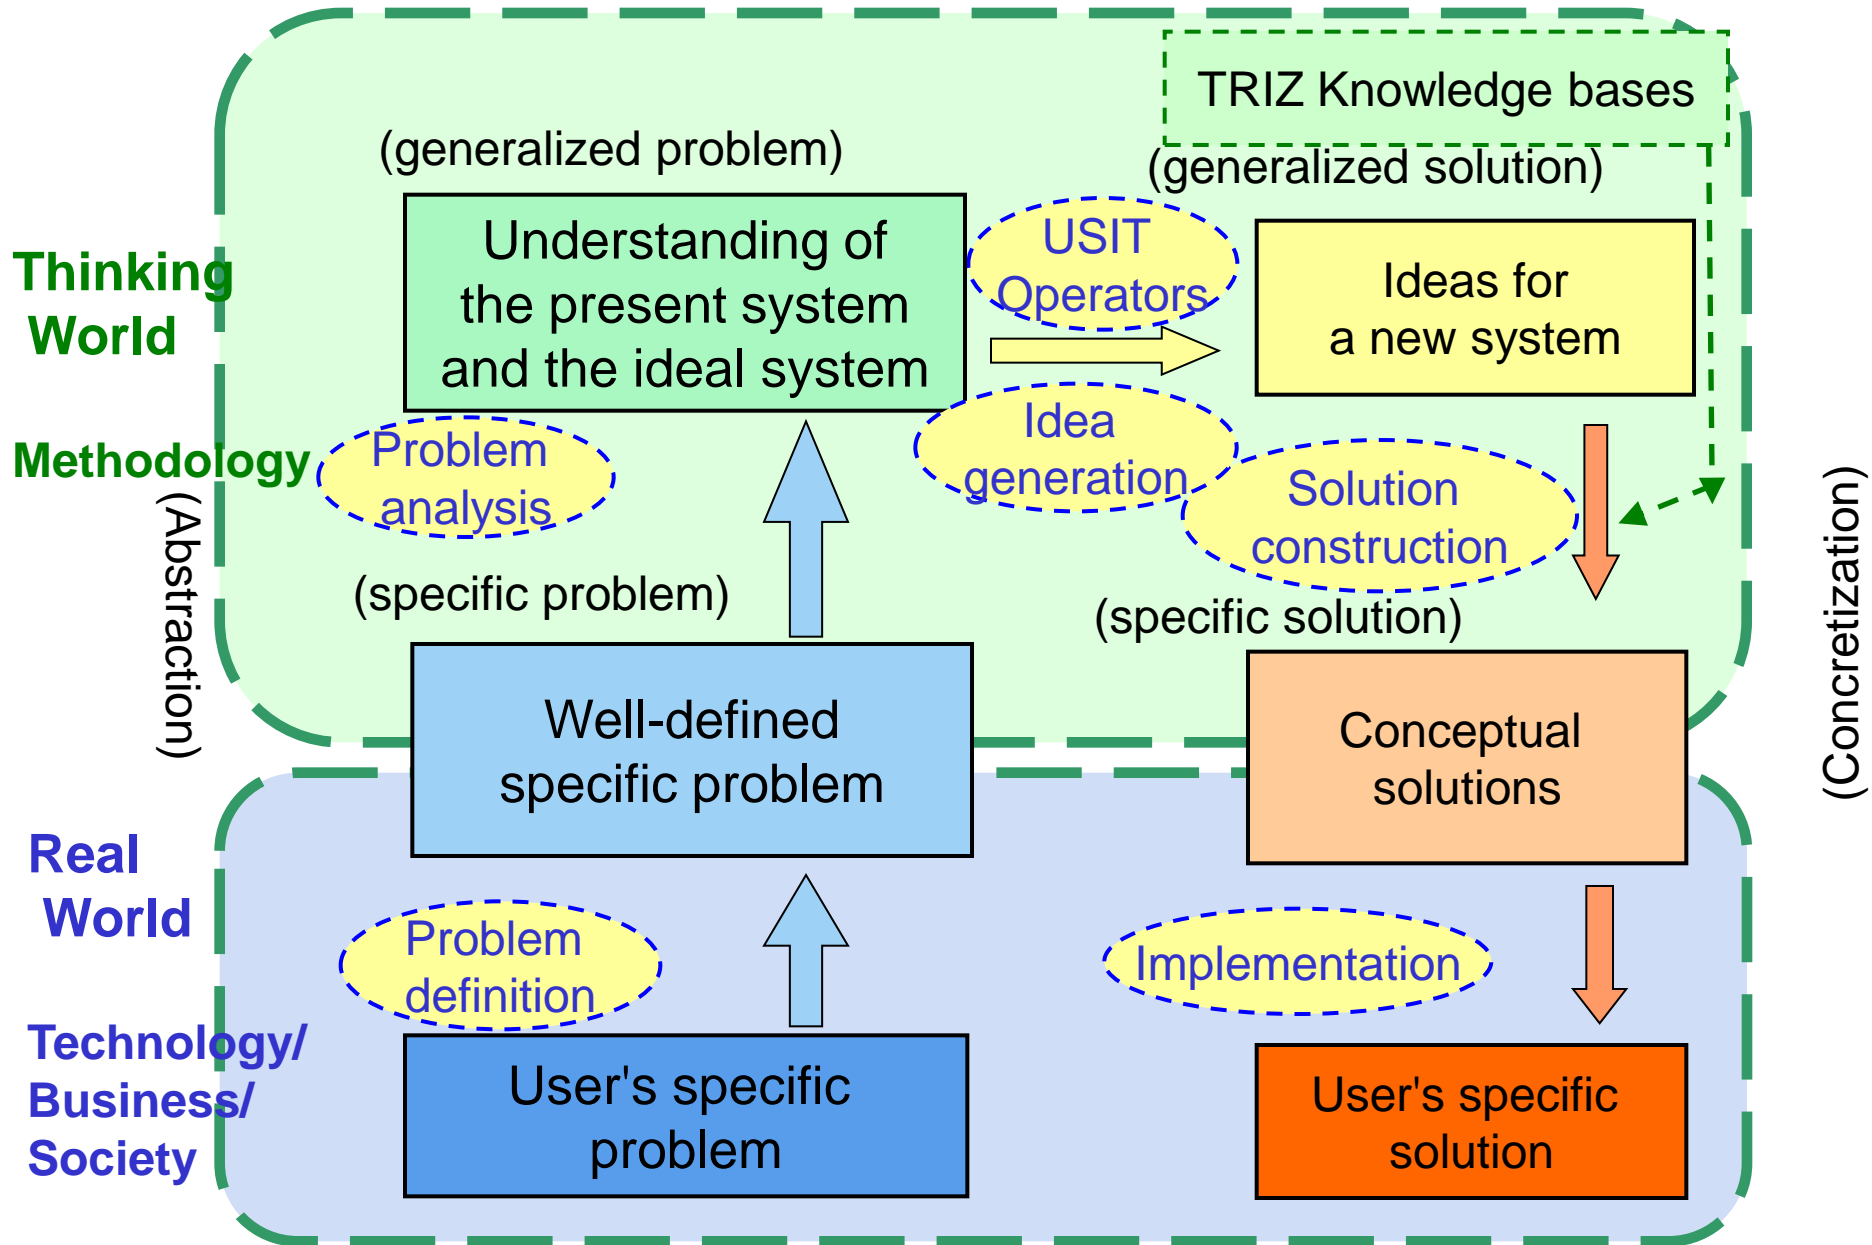 TRIZ Knowledge bases
(generalized problem)
(generalized solution)
Thinking
World
Understanding of
the present system
and the ideal system
USIT
Operators
Ideas for
a new system
Methodology
Problem
analysis
Idea
generation
Solution
construction
(Abstraction)
(Concretization)
(specific problem)
(specific solution)
Well-defined
specific problem
Conceptual
solutions
Real
World
Problem
definition
Implementation
Technology/
Business/
Society
User's specific
problem
User's specific
solution